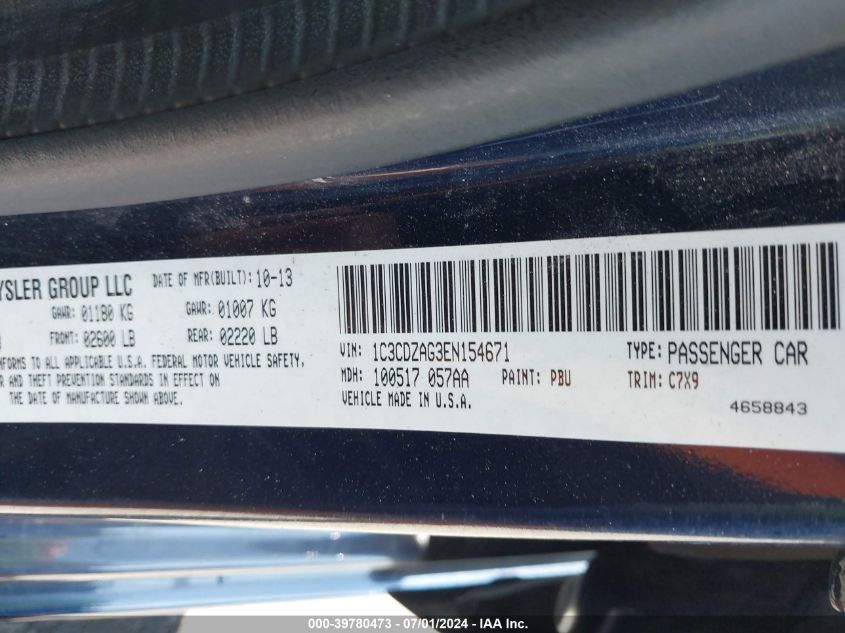 YSLER GROUP LLC DATE OF MFR(BUILT): 10-13
GAWR: 01180 KG GAWR: 01007 KG
FRONT: 02600 LB REAR: 02220 LB
NFORMS TO ALL APPLICABLE U.S.A. FEDERAL MOTOR VEHICLE SAFETY,
R AND THEFT PREVENTION STANDARDS IN EFFECT ON
THE DATE OF MANUFACTURE SHOWN ABOVE.
VIN: 1C3CDZAG3EN154671 TYPE: PASSENGER CAR
MDH: 100517 057AA PAINT: PBU TRIM: C7X9
VEHICLE MADE IN U.S.A.
4658843
000-39780473 - 07/01/2024 - IAA Inc.